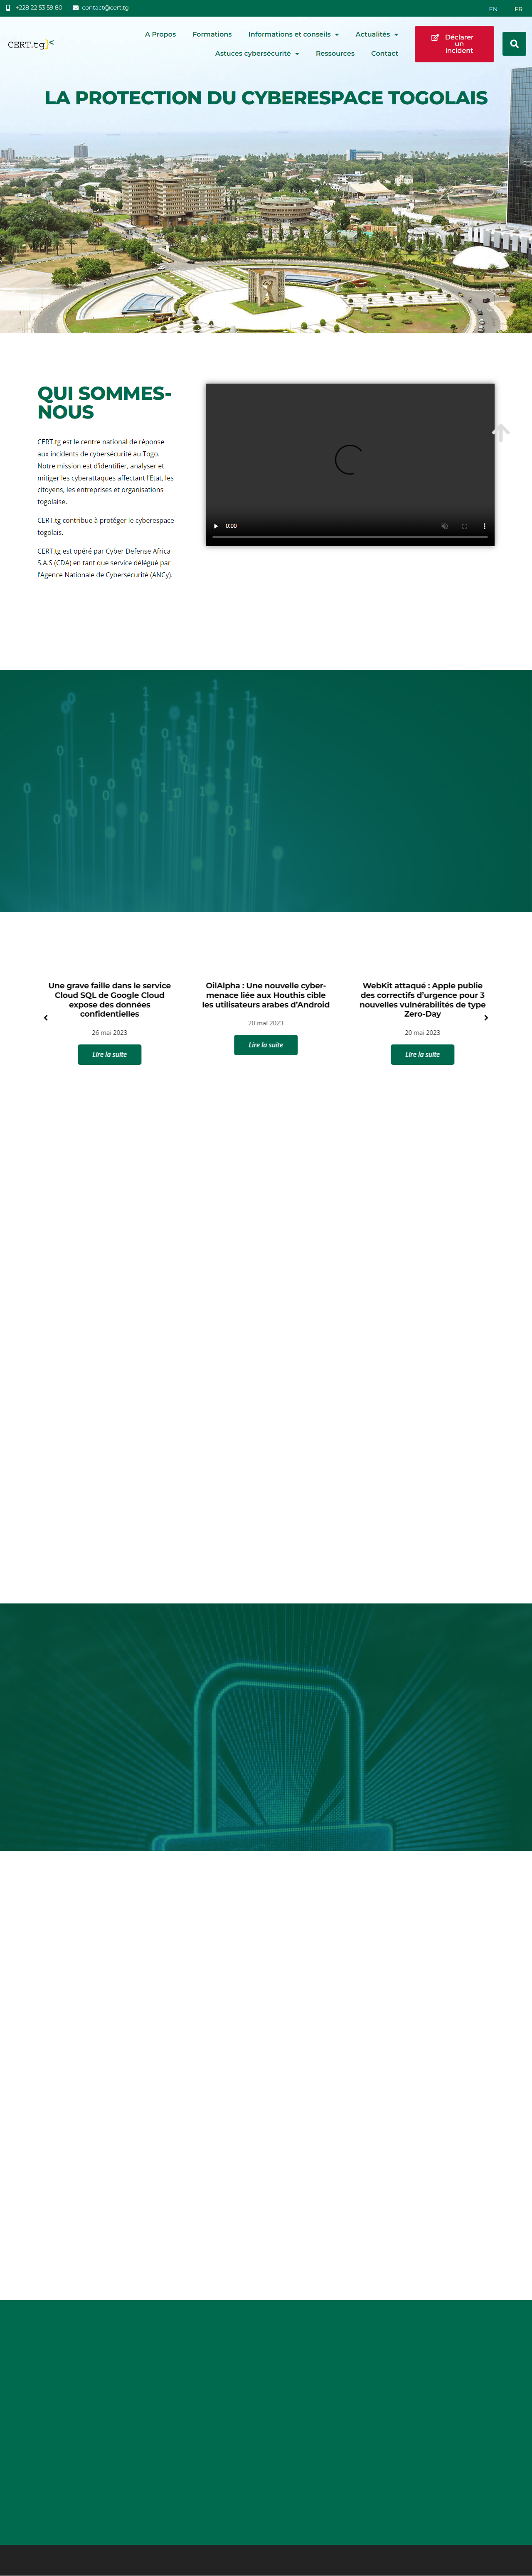 +228 22 53 59 80
contact@cert.tg
EN
FR
CERT.tg
A Propos
Formations
Informations et conseils
Actualités
Astuces cybersécurité
Ressources
Contact
Déclarer
un
incident
LA PROTECTION DU CYBERESPACE TOGOLAIS
QUI SOMMES-
NOUS
CERT.tg est le centre national de réponse
aux incidents de cybersécurité au Togo.
Notre mission est d'identifier, analyser et
mitiger les cyberattaques affectant l'Etat, les
citoyens, les entreprises et organisations
togolaise.
CERT.tg contribue à protéger le cyberespace
togolais.
CERT.tg est opéré par Cyber Defense Africa
S.A.S (CDA) en tant que service délégué par
l'Agence Nationale de Cybersécurité (ANCy).
0:00
Une grave faille dans le service
Cloud SQL de Google Cloud
expose des données
confidentielles
26 mai 2023
Lire la suite
OilAlpha : Une nouvelle cyber-
menace liée aux Houthis cible
les utilisateurs arabes d'Android
20 mai 2023
Lire la suite
WebKit attaqué : Apple publie
des correctifs d'urgence pour 3
nouvelles vulnérabilités de type
Zero-Day
20 mai 2023
Lire la suite